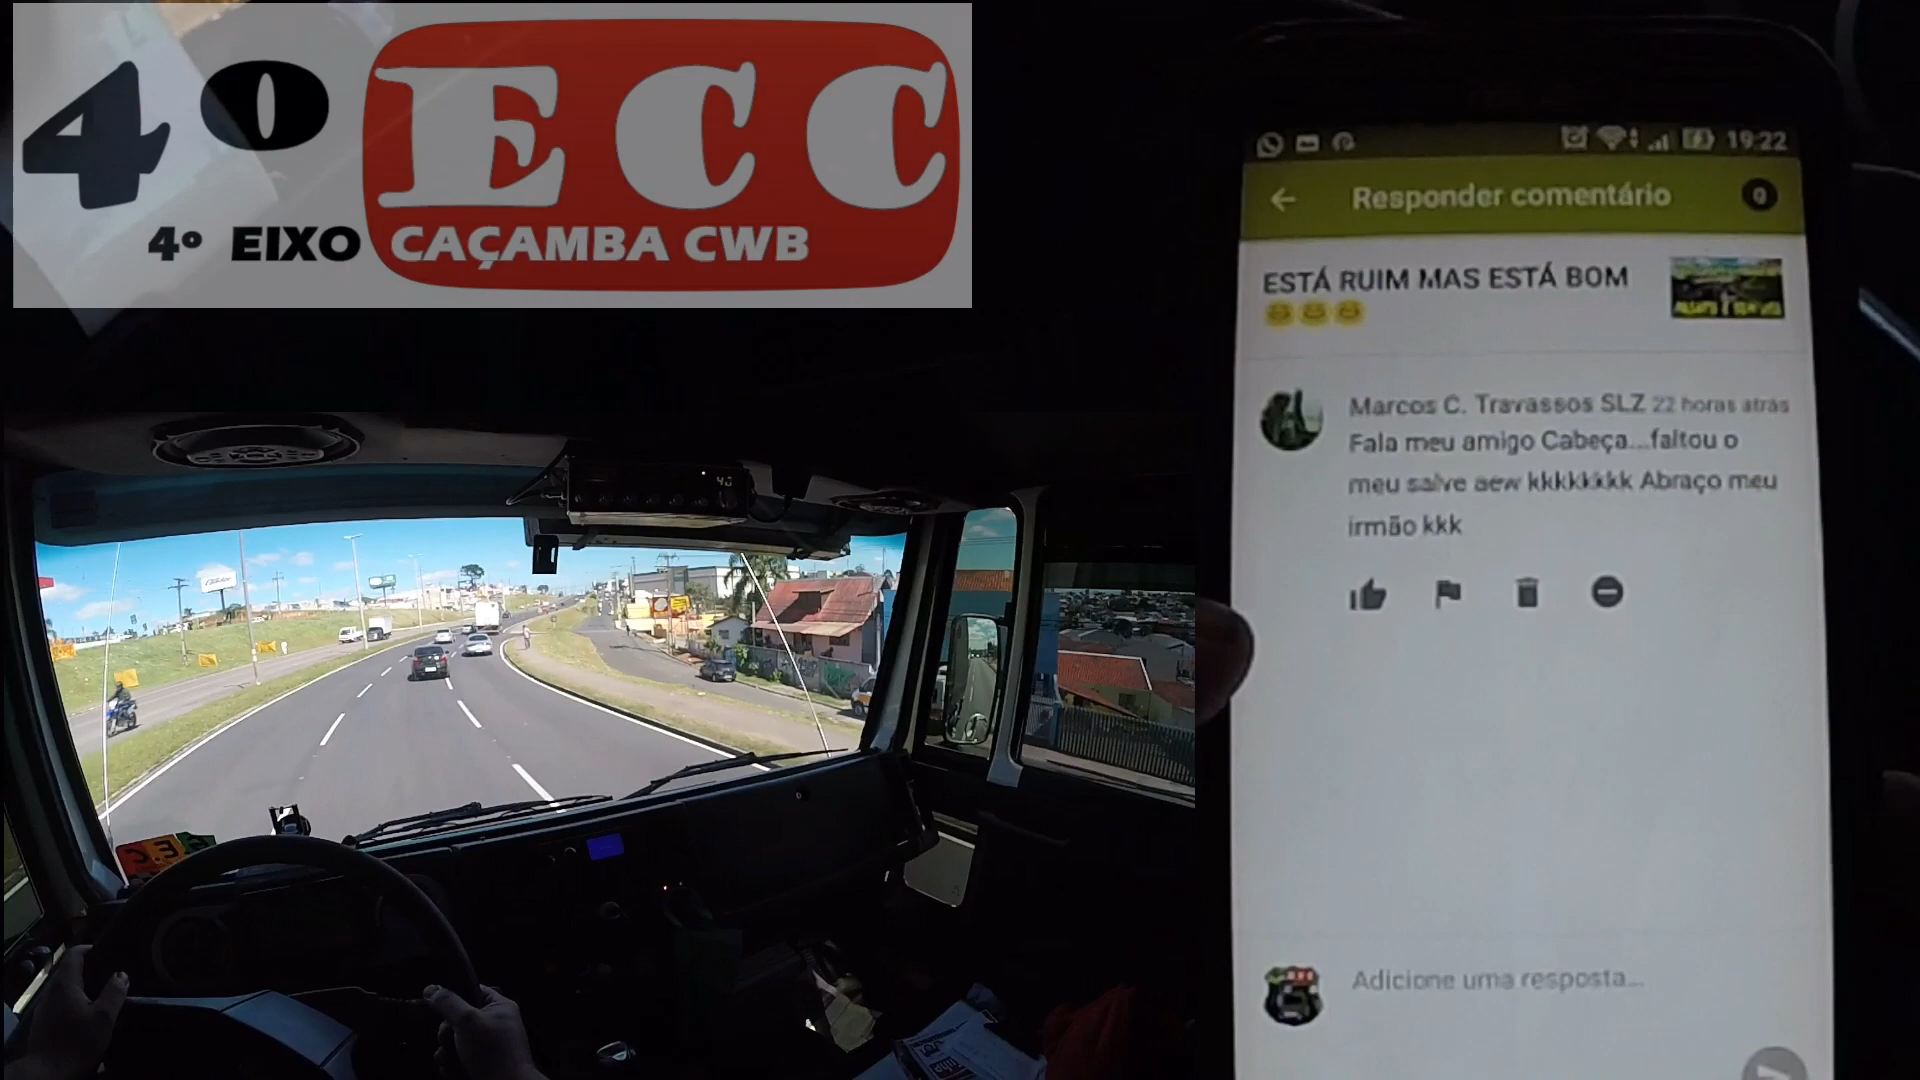 4º ECC
4º EIXO CAÇAMBA CWB
19:22
Responder comentário
ESTÁ RUIM MAS ESTÁ BOM
😂😂😂
Marcos C. Travassos SLZ 22 horas atrás
Fala meu amigo Cabeça...faltou o
meu salve aew kkkkkkkk Abraço meu
irmão kkk
Adicione uma resposta...